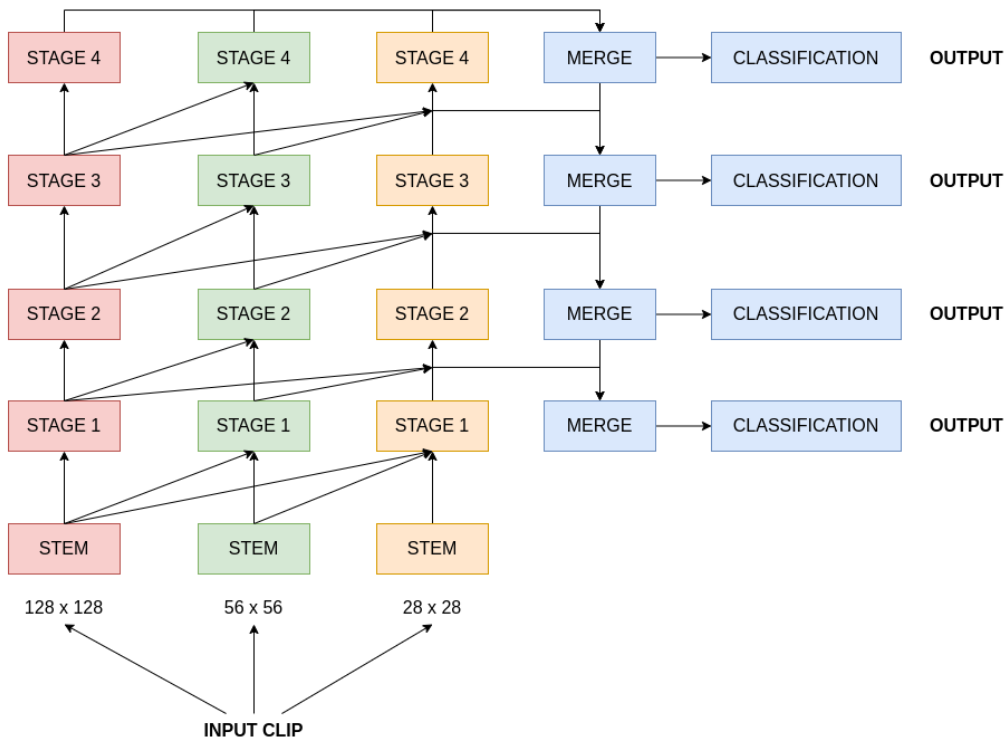 STAGE 4 STAGE 4 STAGE 4 MERGE CLASSIFICATION OUTPUT
STAGE 3 STAGE 3 STAGE 3 MERGE CLASSIFICATION OUTPUT
STAGE 2 STAGE 2 STAGE 2 MERGE CLASSIFICATION OUTPUT
STAGE 1 STAGE 1 STAGE 1 MERGE CLASSIFICATION OUTPUT
STEM STEM STEM
128 x 128 56 x 56 28 x 28
INPUT CLIP